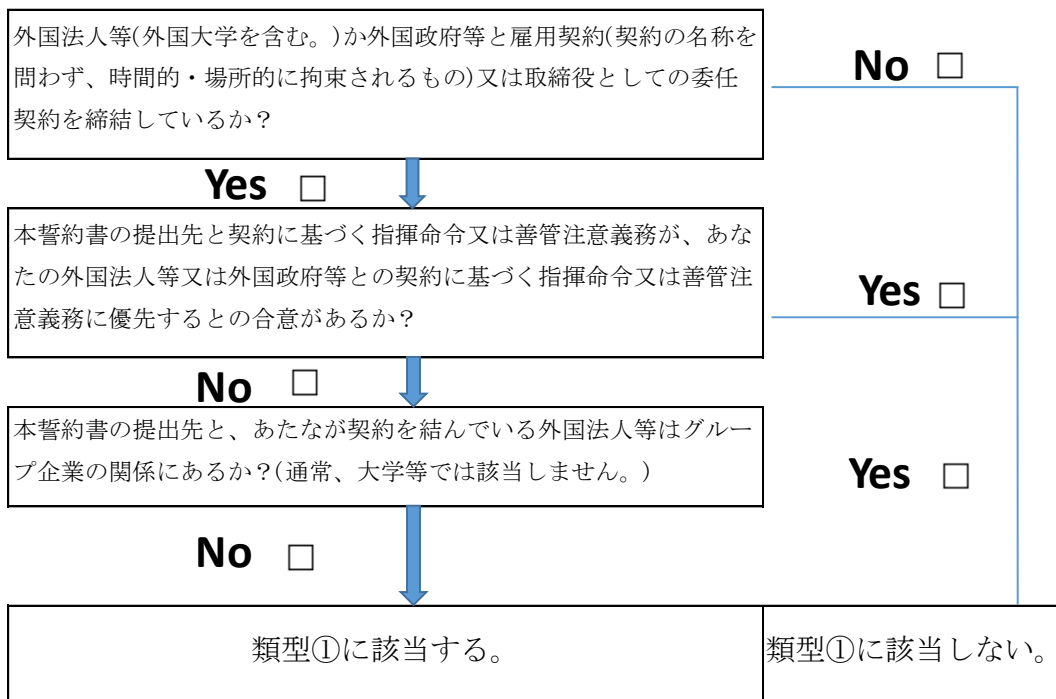 外国法人等(外国大学を含む。)か外国政府等と雇用契約(契約の名称を
問わず、時間的・場所的に拘束されるもの)又は取締役としての委任
契約を締結しているか？
No □
Yes □
本誓約書の提出先と契約に基づく指揮命令又は善管注意義務が、あな
たの外国法人等又は外国政府等との契約に基づく指揮命令又は善管注
意義務に優先するとの合意があるか？
Yes □
No □
本誓約書の提出先と、あたなが契約を結んでいる外国法人等はグルー
プ企業の関係にあるか？(通常、大学等では該当しません。)
Yes □
No □
類型①に該当する。
類型①に該当しない。